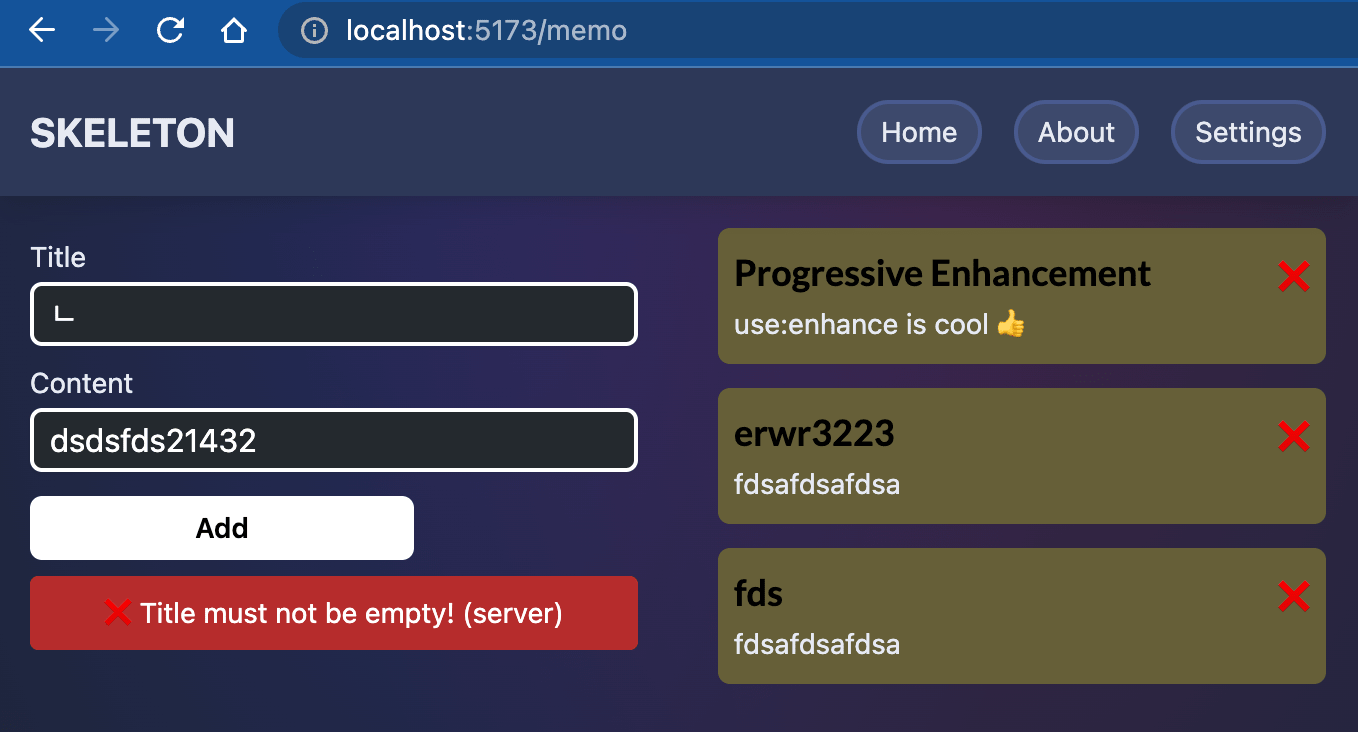 localhost:5173/memo
SKELETON
Home
About
Settings
Title
ㄴ
Content
dsdsfds21432
Add
❌ Title must not be empty! (server)
Progressive Enhancement
❌
use:enhance is cool 👍
erwr3223
❌
fdsafdsafdsa
fds
❌
fdsafdsafdsa